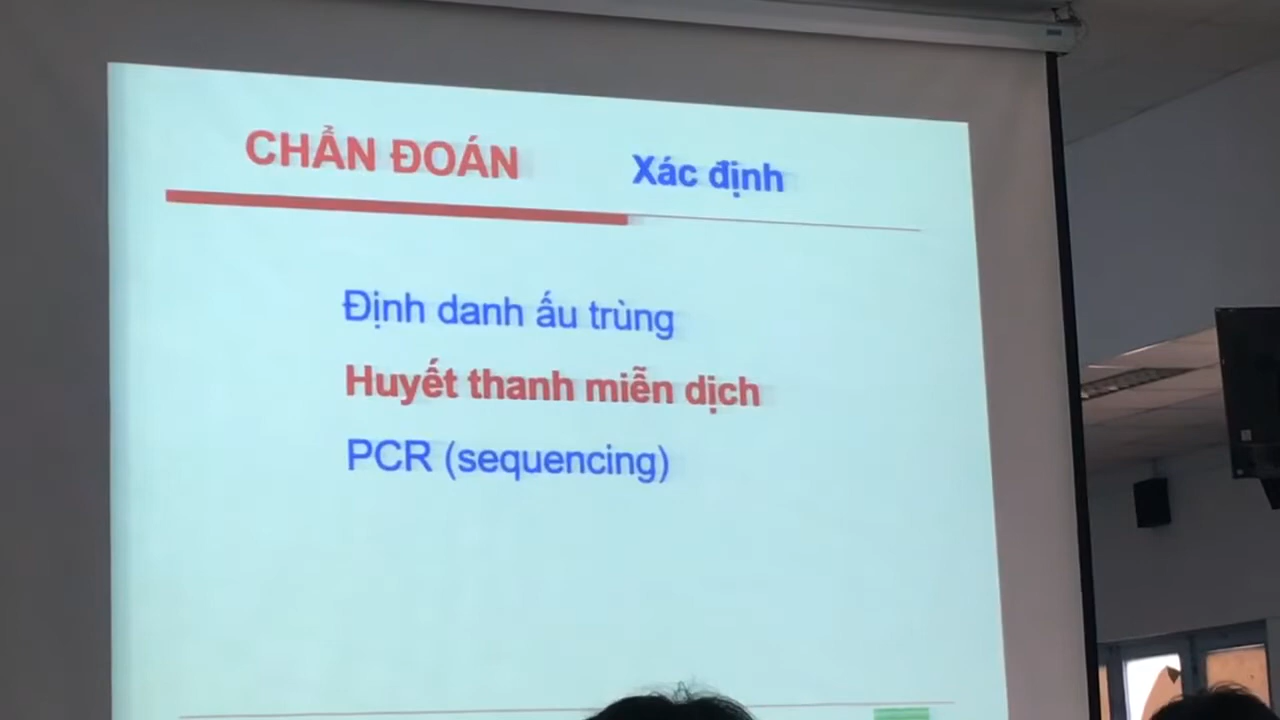 CHẨN ĐOÁN
Xác định
Định danh ấu trùng
Huyết thanh miễn dịch
PCR (sequencing)